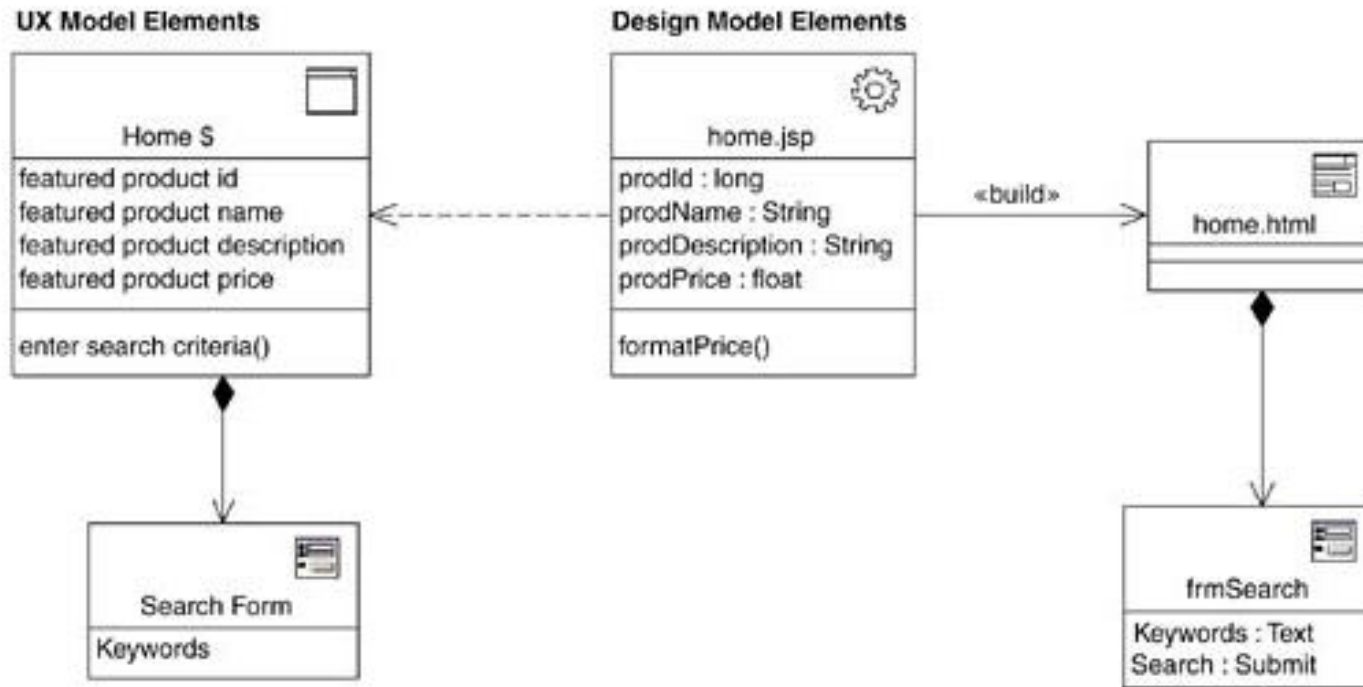 UX Model Elements
Home $
featured product id
featured product name
featured product description
featured product price
enter search criteria()
Search Form
Keywords
Design Model Elements
home.jsp
prodId : long
prodName : String
prodDescription : String
prodPrice : float
formatPrice()
«build»
home.html
frmSearch
Keywords : Text
Search : Submit